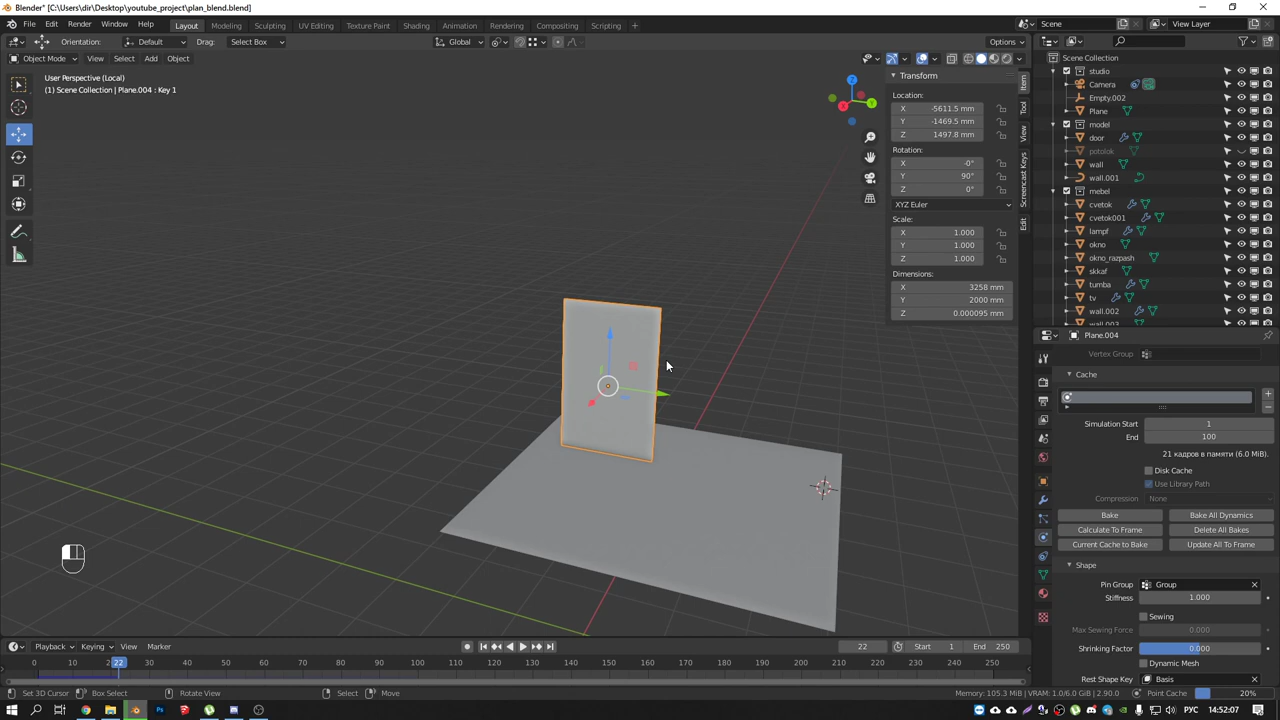 Blender* [C:\Users\dir\Desktop\youtube_project\plan_blend.blend]
File Edit Render Window Help Layout Modeling Sculpting UV Editing Texture Paint Shading Animation Rendering Compositing Scripting Scene View Layer
Orientation: Default Drag: Select Box Global Options
Object Mode View Select Add Object
User Perspective (Local)
(1) Scene Collection | Plane.004 : Key 1
Transform
Location:
X -5611.5 mm
Y -1469.5 mm
Z 1497.8 mm
Rotation:
X -0°
Y 90°
Z 0°
XYZ Euler
Scale:
X 1.000
Y 1.000
Z 1.000
Dimensions:
X 3258 mm
Y 2000 mm
Z 0.000095 mm
Item
Tool
View
Screencast Keys
Edit
X
Y
Z
Scene Collection
studio
Camera
Empty.002
Plane
model
door
potolok
wall
wall.001
mebel
cvetok
cvetok001
lampf
okno
okno_razpash
skkaf
tumba
tv
wall.002
wall.003
Plane.004
Vertex Group
Cache
Simulation Start 1
End 100
21 кадров в памяти (6.0 MiB).
Disk Cache
Use Library Path
Compression None
Bake Bake All Dynamics
Calculate To Frame Delete All Bakes
Current Cache to Bake Update All To Frame
Shape
Pin Group Group
Stiffness 1.000
Sewing
Max Sewing Force 0.000
Shrinking Factor 0.000
Dynamic Mesh
Rest Shape Key Basis
Playback Keying View Marker 22 Start 1 End 250
0 10 22 30 40 50 60 70 80 90 100 110 120 130 140 150 160 170 180 190 200 210 220 230 240 250
Set 3D Cursor Box Select Rotate View Select Move Memory: 105.3 MiB | VRAM: 1.0/6.0 GiB | 2.90.0 Point Cache 20%
РУС 14:52:07